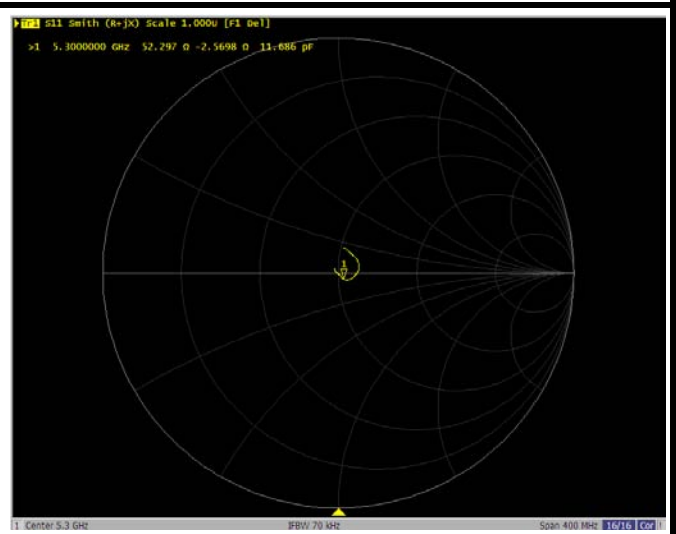 Tr1 S11 Smith (R+jX) Scale 1.000U [F1 Del]
>1 5.3000000 GHz 52.297 Ω -2.5698 Ω 11.686 pF
1
1 Center 5.3 GHz IFBW 70 kHz Span 400 MHz 16/16 Cor !